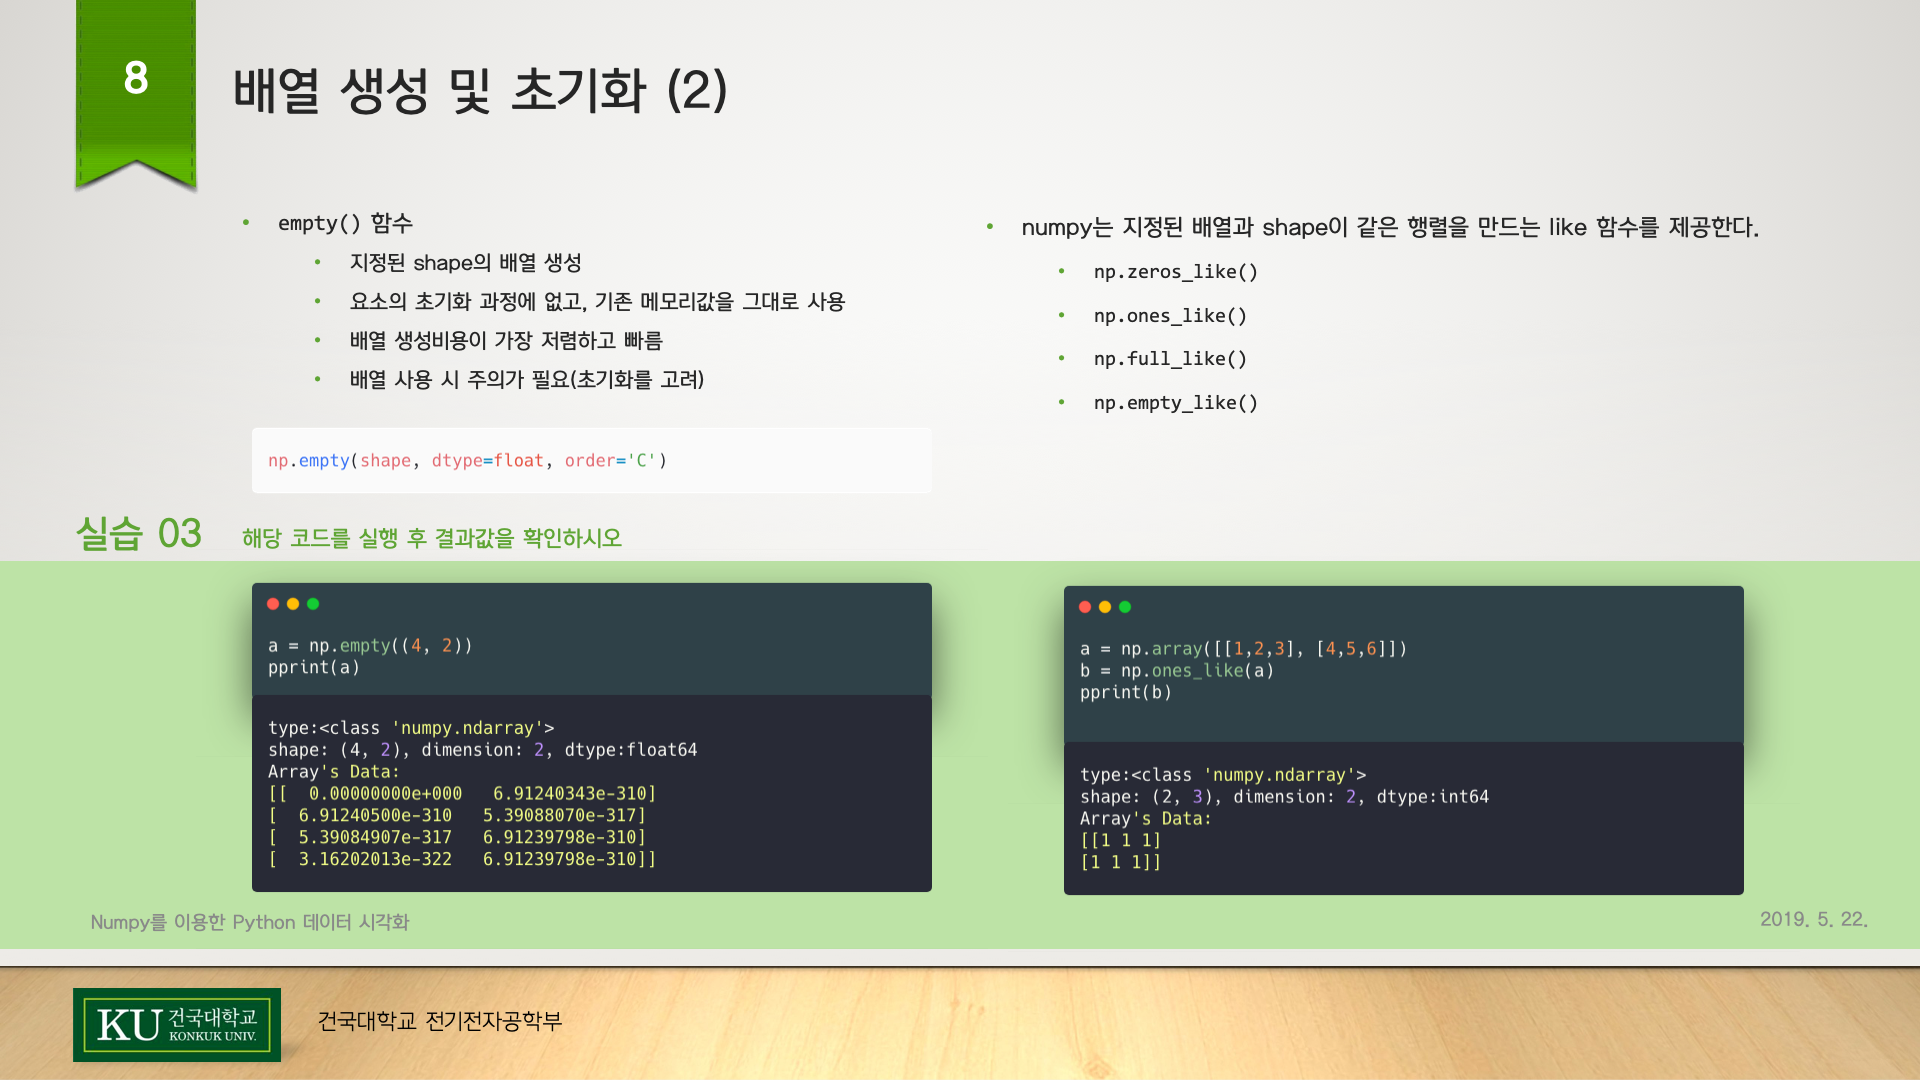 8
배열 생성 및 초기화 (2)
empty() 함수
지정된 shape의 배열 생성
요소의 초기화 과정에 없고, 기존 메모리값을 그대로 사용
배열 생성비용이 가장 저렴하고 빠름
배열 사용 시 주의가 필요(초기화를 고려)
np.empty(shape, dtype=float, order='C')
numpy는 지정된 배열과 shape이 같은 행렬을 만드는 like 함수를 제공한다.
np.zeros_like()
np.ones_like()
np.full_like()
np.empty_like()
실습 03
해당 코드를 실행 후 결과값을 확인하시오
a = np.empty((4, 2))
pprint(a)
type:<class 'numpy.ndarray'>
shape: (4, 2), dimension: 2, dtype:float64
Array's Data:
[[  0.00000000e+000   6.91240343e-310]
[  6.91240500e-310   5.39088070e-317]
[  5.39084907e-317   6.91239798e-310]
[  3.16202013e-322   6.91239798e-310]]
a = np.array([[1,2,3], [4,5,6]])
b = np.ones_like(a)
pprint(b)
type:<class 'numpy.ndarray'>
shape: (2, 3), dimension: 2, dtype:int64
Array's Data:
[[1 1 1]
[1 1 1]]
Numpy를 이용한 Python 데이터 시각화
2019. 5. 22.
KU 건국대학교
KONKUK UNIV.
건국대학교 전기전자공학부